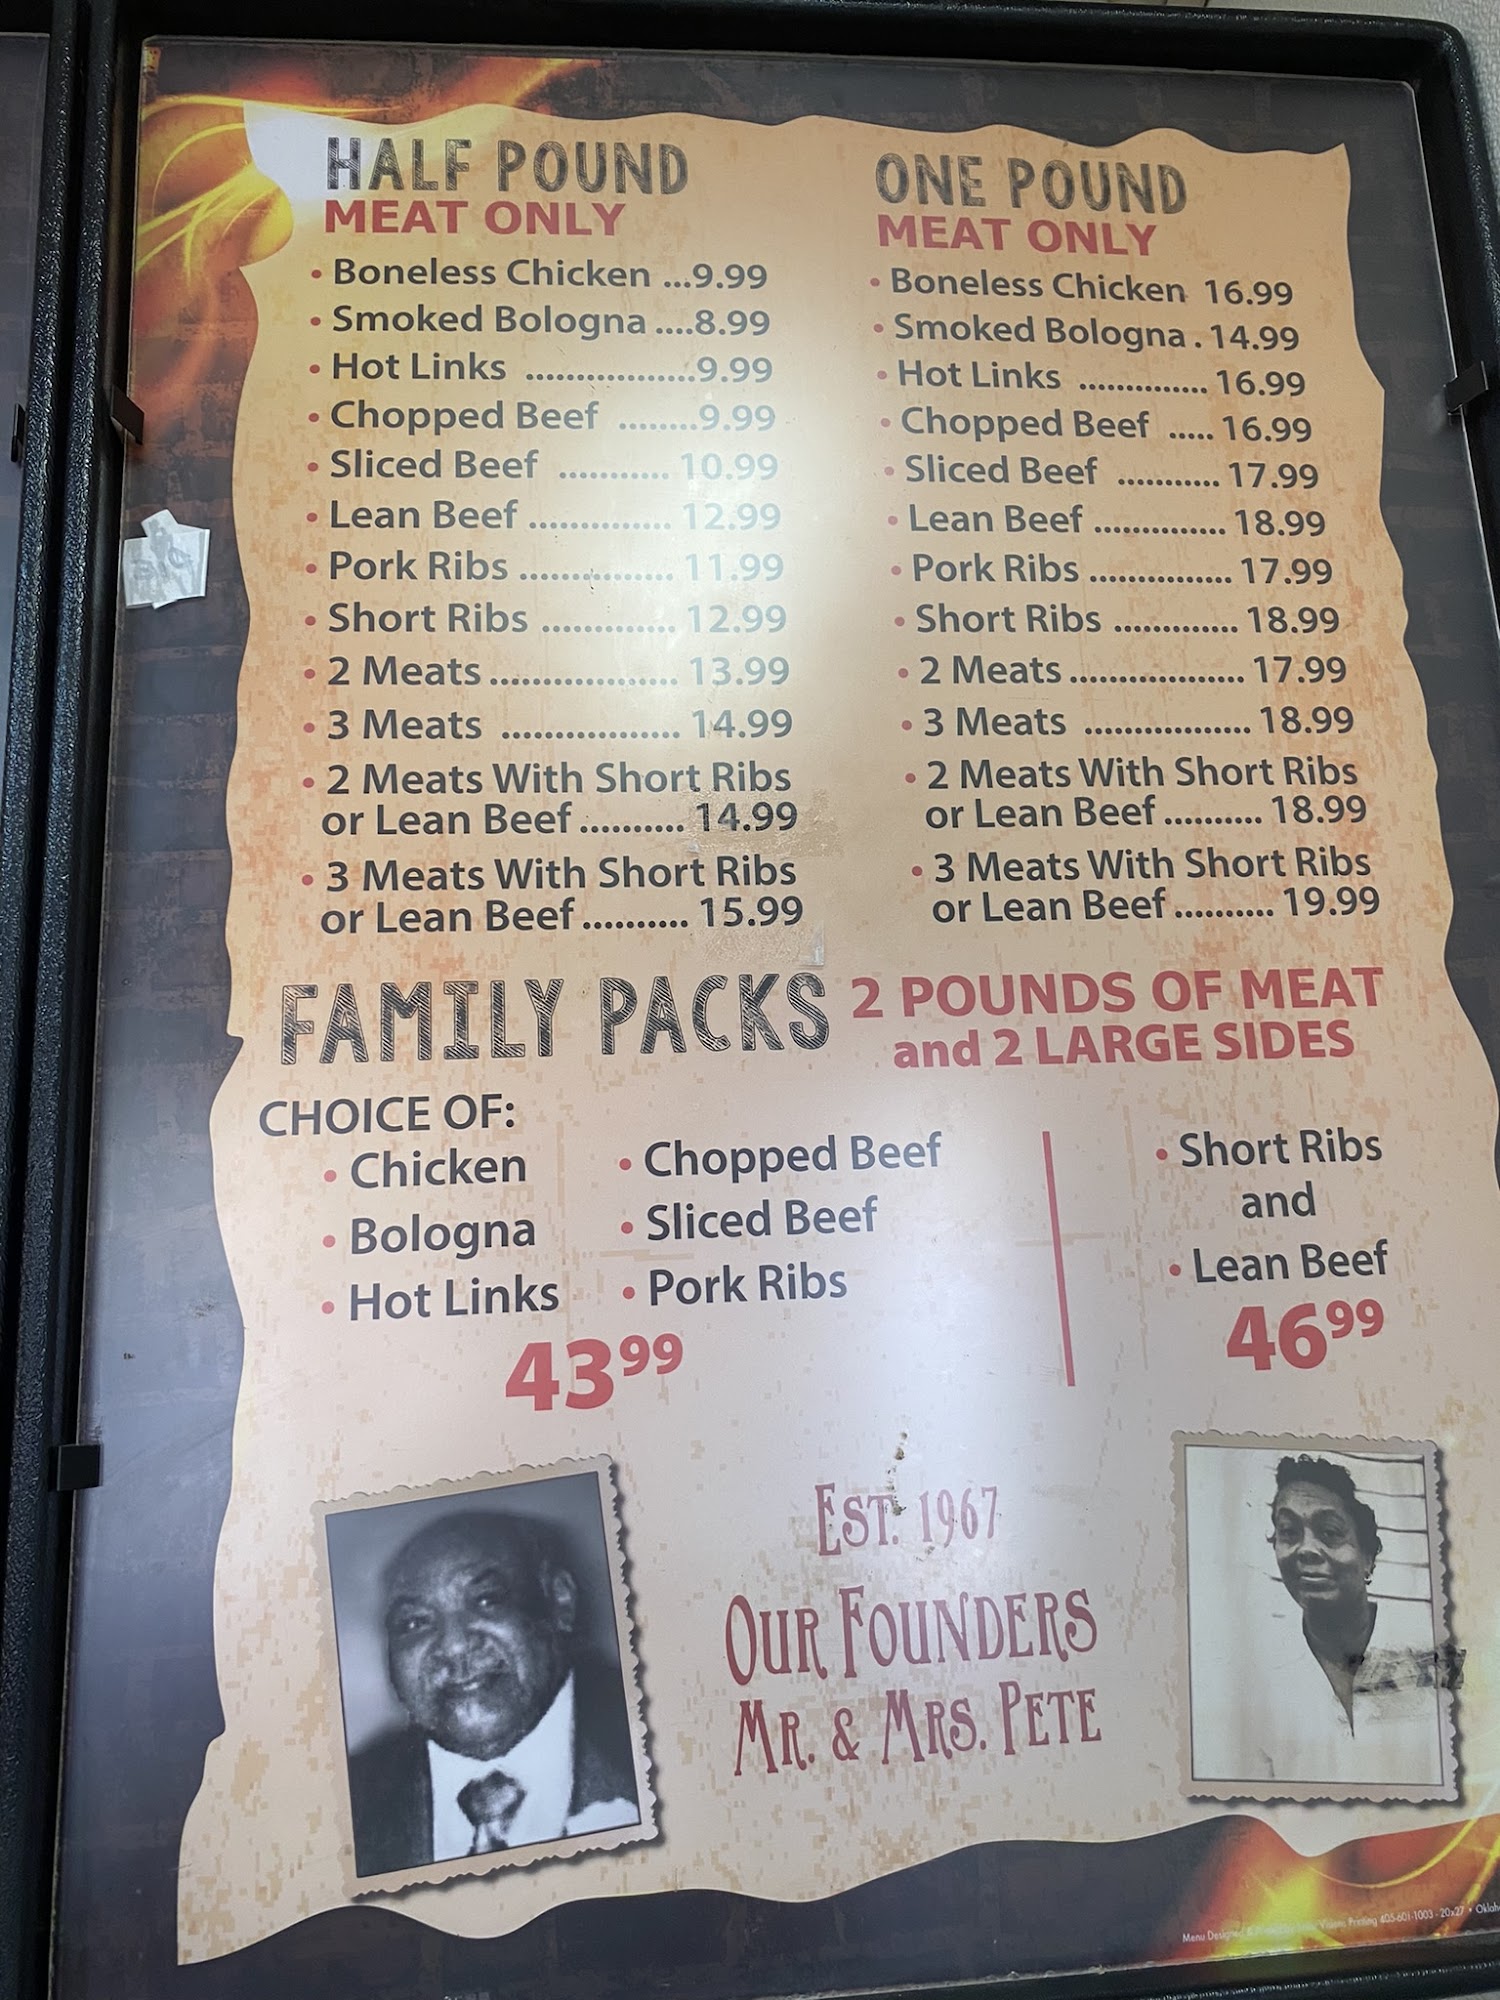 HALF POUND
MEAT ONLY
• Boneless Chicken ...9.99
• Smoked Bologna ....8.99
• Hot Links .................9.99
• Chopped Beef ........9.99
• Sliced Beef ........... 10.99
• Lean Beef .............. 12.99
• Pork Ribs ............... 11.99
• Short Ribs ............. 12.99
• 2 Meats .................. 13.99
• 3 Meats ................. 14.99
• 2 Meats With Short Ribs
or Lean Beef .......... 14.99
• 3 Meats With Short Ribs
or Lean Beef .......... 15.99
ONE POUND
MEAT ONLY
• Boneless Chicken 16.99
• Smoked Bologna . 14.99
• Hot Links .............. 16.99
• Chopped Beef ..... 16.99
• Sliced Beef ........... 17.99
• Lean Beef .............. 18.99
• Pork Ribs ............... 17.99
• Short Ribs ............. 18.99
• 2 Meats .................. 17.99
• 3 Meats ................. 18.99
• 2 Meats With Short Ribs
or Lean Beef .......... 18.99
• 3 Meats With Short Ribs
or Lean Beef .......... 19.99
FAMILY PACKS
2 POUNDS OF MEAT
and 2 LARGE SIDES
CHOICE OF:
• Chicken
• Bologna
• Hot Links
• Chopped Beef
• Sliced Beef
• Pork Ribs
43 99
• Short Ribs
and
• Lean Beef
46 99
EST. 1967
OUR FOUNDERS
MR. & MRS. PETE
Menu Designed Printing 405-601-1003 - 20x27 •